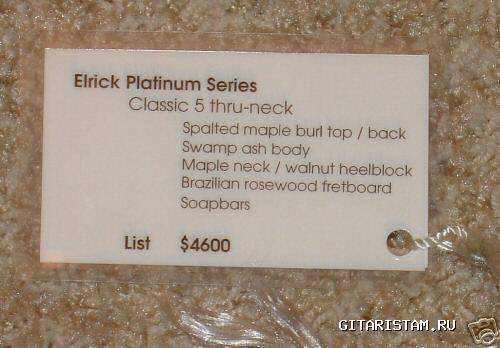 Elrick Platinum Series
Classic 5 thru-neck
Spalted maple burl top / back
Swamp ash body
Maple neck / walnut heelblock
Brazilian rosewood fretboard
Soapbars
List $4600
GITARISTAM.RU